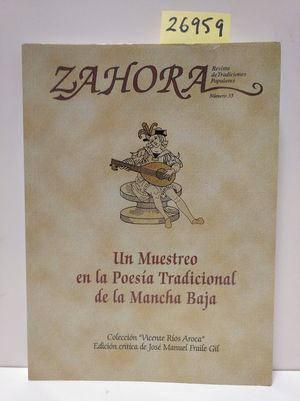 26959
ZAHORA
Revista
de Tradiciones
Populares
Número 35
Un Muestreo
en la Poesía Tradicional
de la Mancha Baja
Colección "Vicente Ríos Aroca"
Edición crítica de José Manuel Fraile Gil